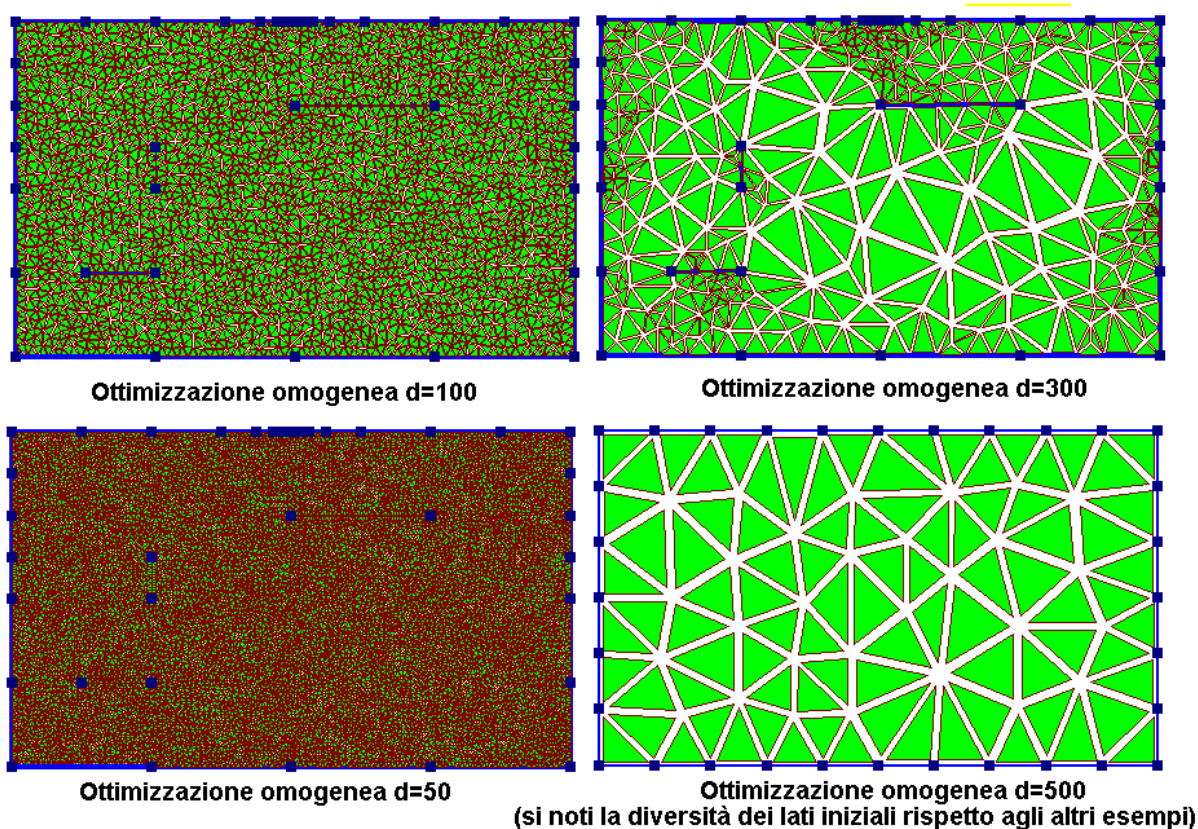 Ottimizzazione omogenea d=100
Ottimizzazione omogenea d=300
Ottimizzazione omogenea d=50
Ottimizzazione omogenea d=500
(si noti la diversità dei lati iniziali rispetto agli altri esempi)